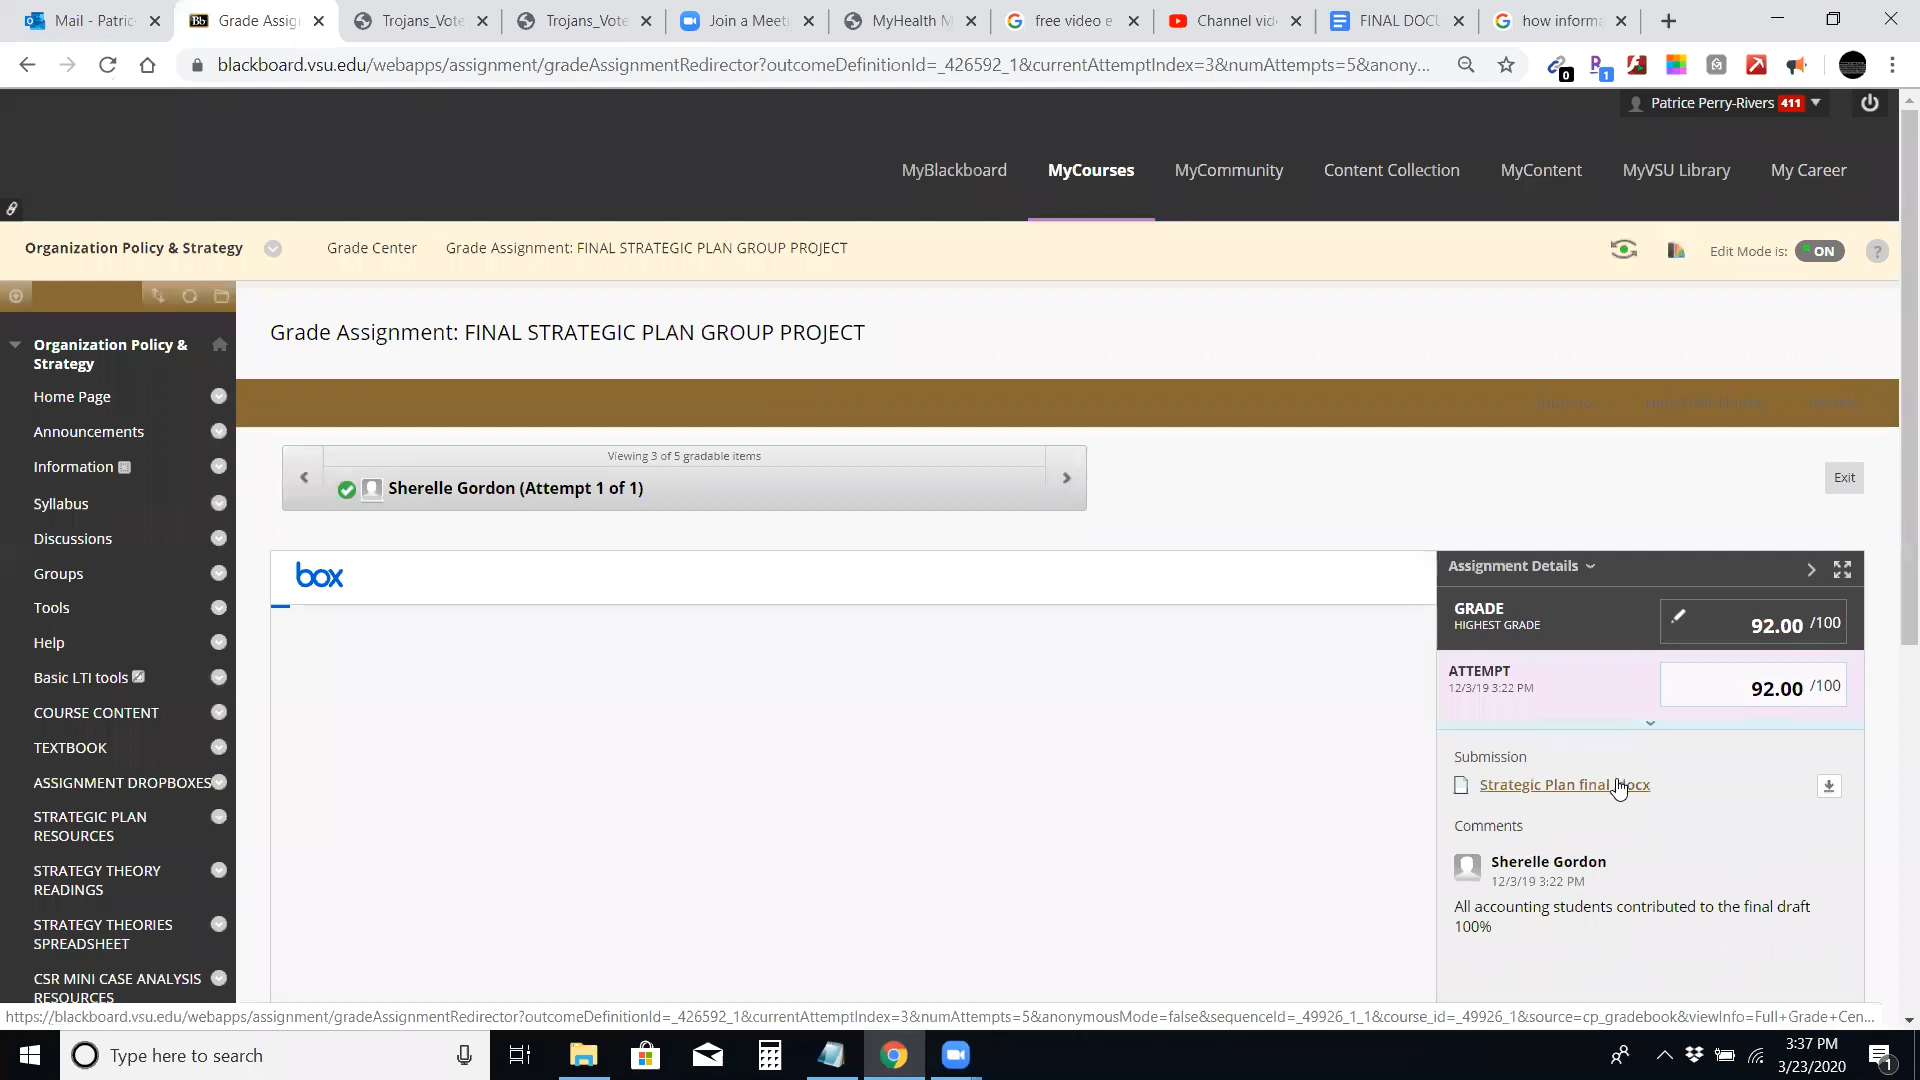 Mail - Patric
Bb Grade Assig
Trojans_Vote
Trojans_Vote
Join a Meet
MyHealth M
free video e
Channel vid
FINAL DOCU
how inform
blackboard.vsu.edu/webapps/assignment/gradeAssignmentRedirector?outcomeDefinitionId=_426592_1&currentAttemptIndex=3&numAttempts=5&anony...
0
1
Patrice Perry-Rivers 411
MyBlackboard
MyCourses
MyCommunity
Content Collection
MyContent
MyVSU Library
My Career
Organization Policy & Strategy
Grade Center
Grade Assignment: FINAL STRATEGIC PLAN GROUP PROJECT
Edit Mode is: ON ?
Grade Assignment: FINAL STRATEGIC PLAN GROUP PROJECT
Organization Policy &
Strategy
Home Page
Announcements
Information
Syllabus
Discussions
Groups
Tools
Help
Basic LTI tools
COURSE CONTENT
TEXTBOOK
ASSIGNMENT DROPBOXES
STRATEGIC PLAN
RESOURCES
STRATEGY THEORY
READINGS
STRATEGY THEORIES
SPREADSHEET
CSR MINI CASE ANALYSIS
RESOURCES
Viewing 3 of 5 gradable items
Sherelle Gordon (Attempt 1 of 1)
Exit
box
Assignment Details
GRADE
HIGHEST GRADE
92.00 /100
ATTEMPT
12/3/19 3:22 PM
92.00 /100
Submission
Strategic Plan final
Comments
Sherelle Gordon
12/3/19 3:22 PM
All accounting students contributed to the final draft
100%
https://blackboard.vsu.edu/webapps/assignment/gradeAssignmentRedirector?outcomeDefinitionId=_426592_1&currentAttemptIndex=3&numAttempts=5&anonymousMode=false&sequenceId=_49926_1_1&course_id=_49926_1&source=cp_gradebook&viewInfo=Full+Grade+Cen...
Type here to search
3:37 PM
3/23/2020
1